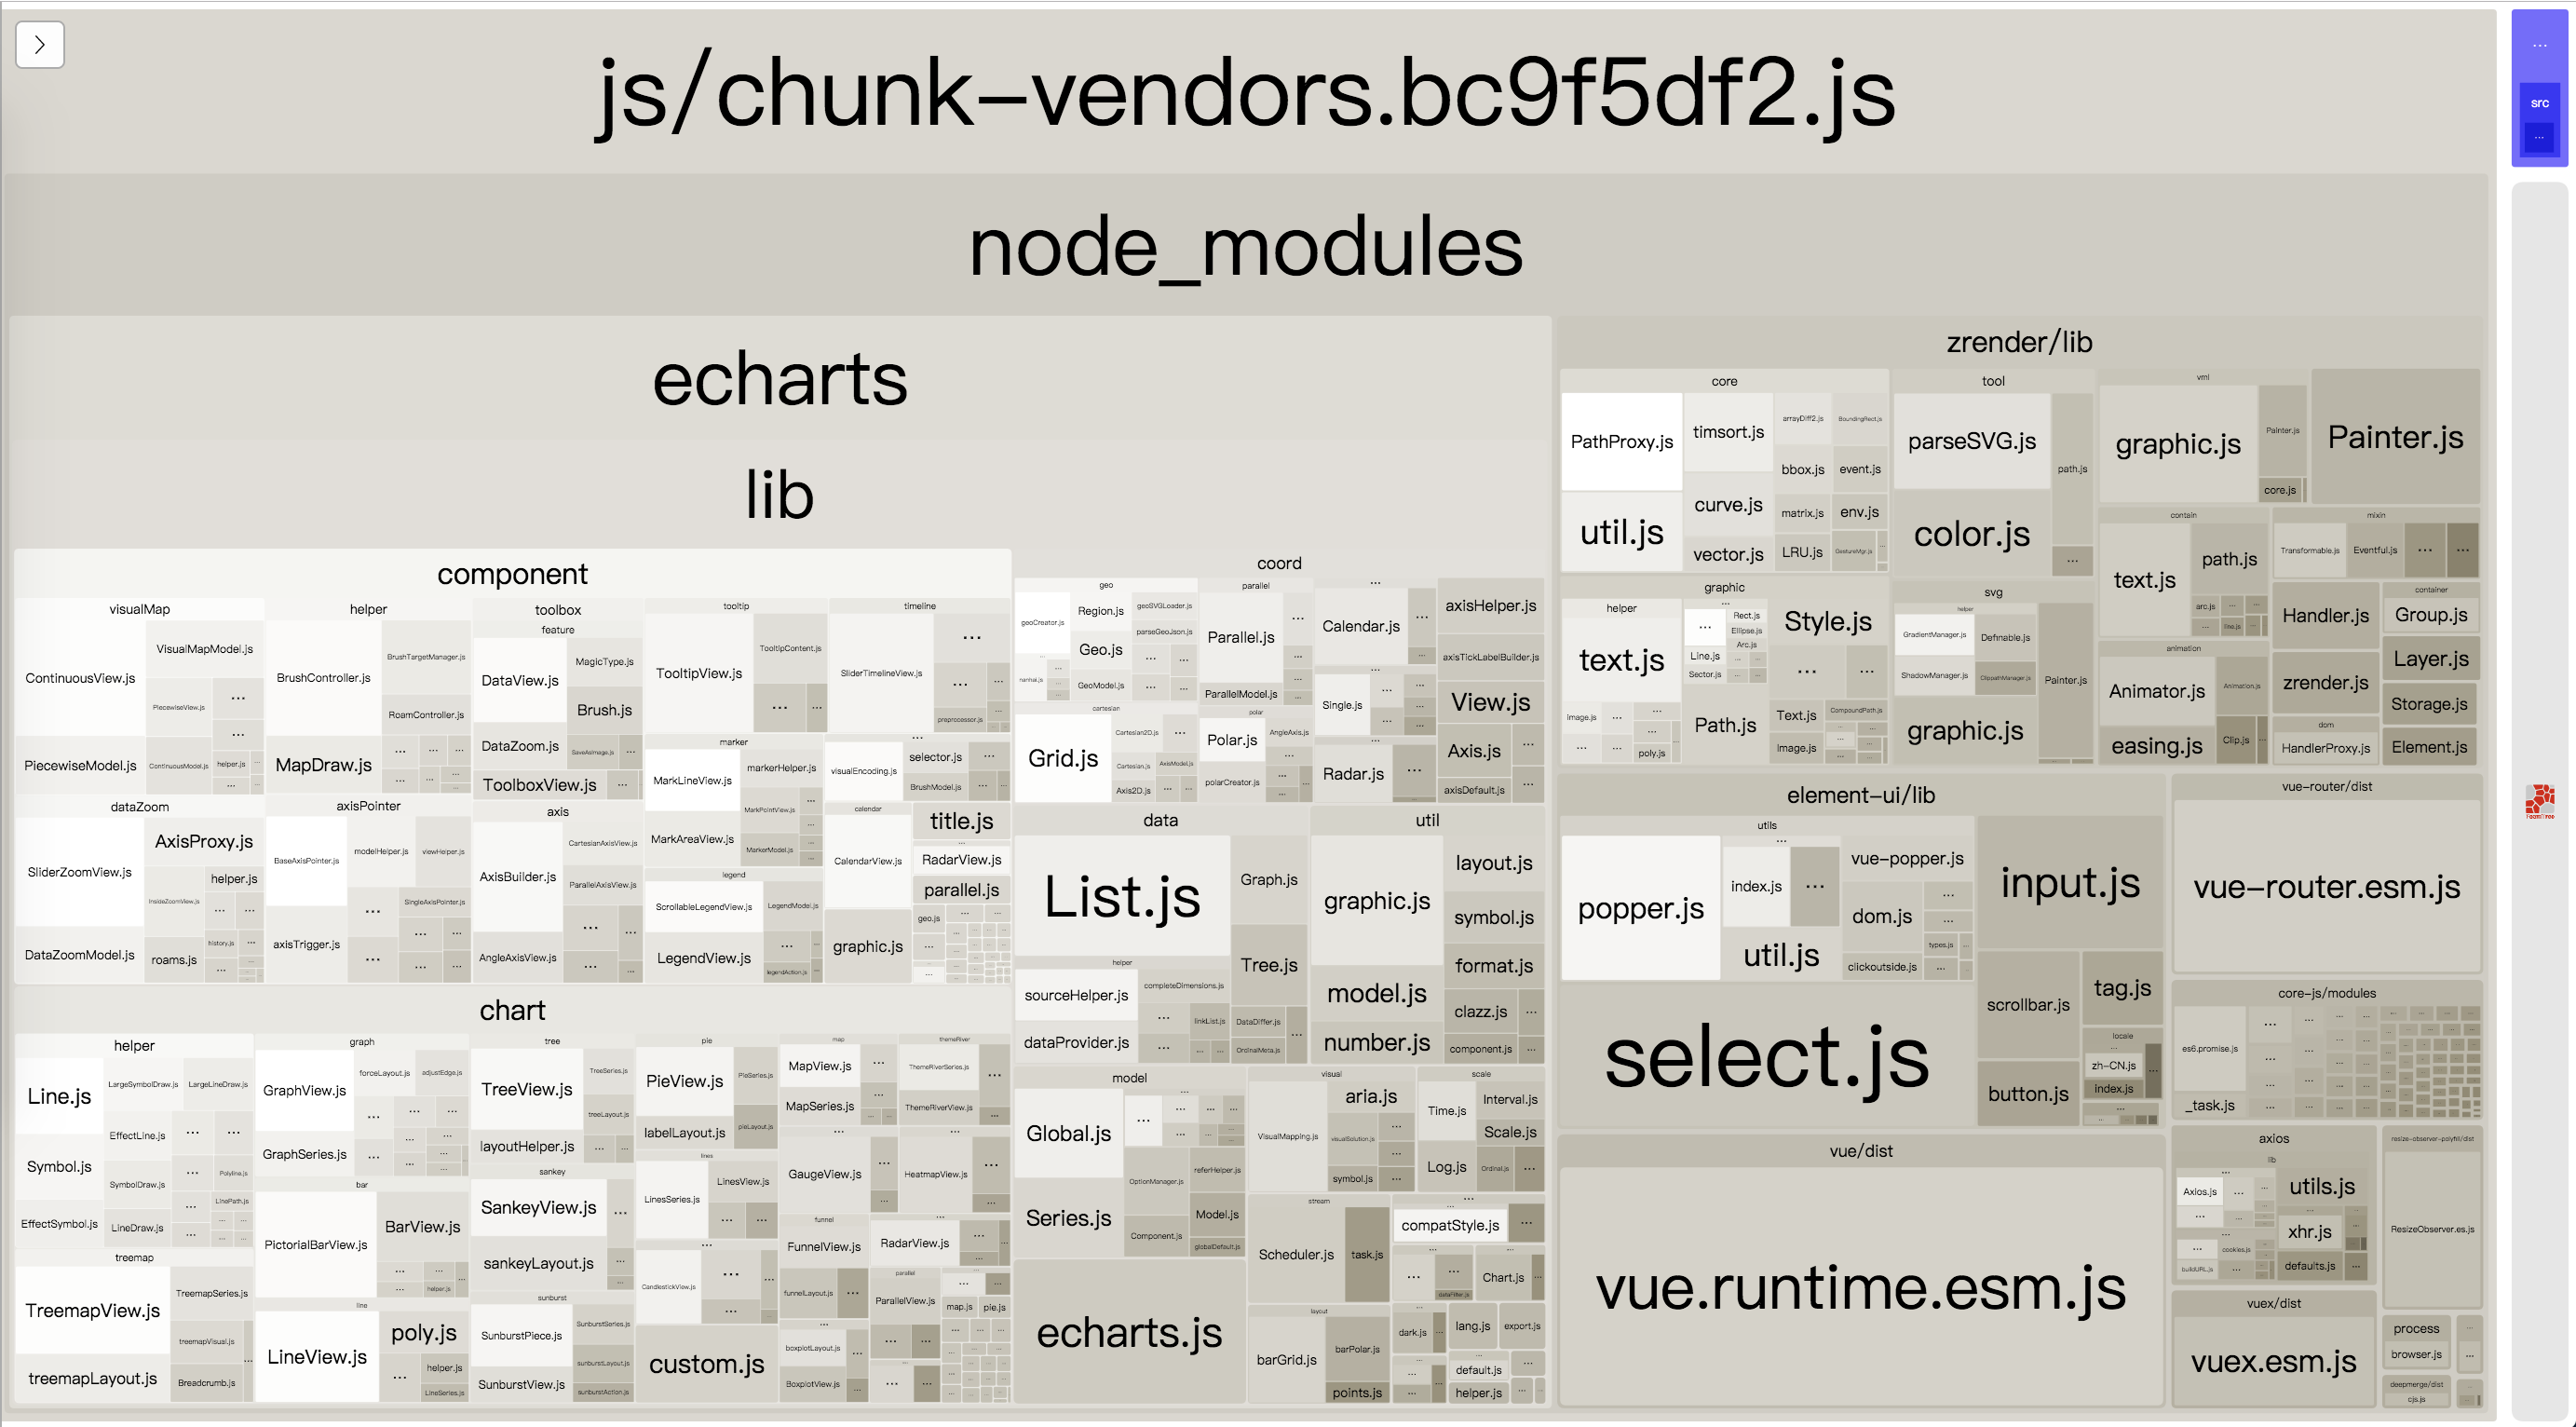 js/chunk-vendors.bc9f5df2.js
...
src
...
node_modules
echarts
lib
component
visualMap
ContinuousView.js
VisualMapModel.js
PiecewiseView.js
PiecewiseModel.js
ContinuousModel.js
helper.js
helper
BrushController.js
BrushTargetManager.js
RoamController.js
MapDraw.js
toolbox
feature
DataView.js
MagicType.js
Brush.js
DataZoom.js
SaveAsImage.js
ToolboxView.js
tooltip
TooltipView.js
TooltipContent.js
timeline
SliderTimelineView.js
preprocessor.js
dataZoom
SliderZoomView.js
AxisProxy.js
InsideZoomView.js
helper.js
history.js
DataZoomModel.js
roams.js
axisPointer
BaseAxisPointer.js
modelHelper.js
viewHelper.js
SingleAxisPointer.js
axisTrigger.js
axis
AxisBuilder.js
CartesianAxisView.js
ParallelAxisView.js
AngleAxisView.js
marker
MarkLineView.js
markerHelper.js
MarkPointView.js
MarkAreaView.js
MarkerModel.js
legend
ScrollableLegendView.js
LegendModel.js
LegendView.js
legendAction.js
visualEncoding.js
selector.js
BrushModel.js
calendar
CalendarView.js
title.js
RadarView.js
parallel.js
geo.js
graphic.js
chart
helper
Line.js
LargeSymbolDraw.js
LargeLineDraw.js
EffectLine.js
Symbol.js
SymbolDraw.js
Polyline.js
LinePath.js
EffectSymbol.js
LineDraw.js
treemap
TreemapView.js
TreemapSeries.js
treemapVisual.js
treemapLayout.js
Breadcrumb.js
graph
GraphView.js
forceLayout.js
adjustEdge.js
GraphSeries.js
bar
PictorialBarView.js
BarView.js
helper.js
line
LineView.js
poly.js
helper.js
LineSeries.js
tree
TreeView.js
TreeSeries.js
treeLayout.js
layoutHelper.js
sankey
SankeyView.js
sankeyLayout.js
sunburst
SunburstPiece.js
SunburstSeries.js
sunburstLayout.js
SunburstView.js
sunburstAction.js
pie
PieView.js
PieSeries.js
pieLayout.js
labelLayout.js
lines
LinesSeries.js
LinesView.js
CandlestickView.js
custom.js
map
MapView.js
MapSeries.js
themeRiver
ThemeRiverSeries.js
ThemeRiverView.js
GaugeView.js
HeatmapView.js
funnel
FunnelView.js
funnelLayout.js
RadarView.js
parallel
ParallelView.js
map.js
pie.js
boxplotLayout.js
BoxplotView.js
coord
geo
geoCreator.js
Region.js
geoSVGLoader.js
Geo.js
parseGeoJson.js
nanhai.js
GeoModel.js
parallel
Parallel.js
ParallelModel.js
Calendar.js
Single.js
axisHelper.js
axisTickLabelBuilder.js
View.js
Axis.js
axisDefault.js
cartesian
Grid.js
Cartesian2D.js
Cartesian.js
AxisModel.js
Axis2D.js
polar
Polar.js
AngleAxis.js
polarCreator.js
Radar.js
data
List.js
Graph.js
Tree.js
helper
sourceHelper.js
completeDimensions.js
linkList.js
dataProvider.js
DataDiffer.js
OrdinalMeta.js
util
graphic.js
layout.js
symbol.js
format.js
model.js
clazz.js
number.js
component.js
model
Global.js
referHelper.js
OptionManager.js
Series.js
Model.js
Component.js
globalDefault.js
echarts.js
visual
VisualMapping.js
aria.js
visualSolution.js
symbol.js
scale
Time.js
Interval.js
Scale.js
Log.js
Ordinal.js
stream
Scheduler.js
task.js
compatStyle.js
dataFilter.js
Chart.js
layout
barGrid.js
barPolar.js
points.js
dark.js
lang.js
export.js
default.js
helper.js
zrender/lib
core
PathProxy.js
timsort.js
arrayDiff2.js
BoundingRect.js
bbox.js
event.js
util.js
curve.js
matrix.js
env.js
vector.js
LRU.js
GestureMgr.js
tool
parseSVG.js
path.js
color.js
vml
graphic.js
Painter.js
core.js
Painter.js
graphic
helper
text.js
Image.js
poly.js
Rect.js
Ellipse.js
Arc.js
Line.js
Sector.js
Style.js
Path.js
Text.js
CompoundPath.js
Image.js
svg
helper
GradientManager.js
Definable.js
ShadowManager.js
ClippathManager.js
Painter.js
graphic.js
contain
text.js
path.js
arc.js
line.js
mixin
Transformable.js
Eventful.js
Handler.js
container
Group.js
animation
Animator.js
Animation.js
easing.js
Clip.js
zrender.js
Layer.js
Storage.js
dom
HandlerProxy.js
Element.js
element-ui/lib
utils
popper.js
index.js
vue-popper.js
dom.js
util.js
types.js
clickoutside.js
input.js
select.js
scrollbar.js
tag.js
locale
zh-CN.js
index.js
button.js
vue/dist
vue.runtime.esm.js
vue-router/dist
vue-router.esm.js
core-js/modules
es6.promise.js
_task.js
axios
lib
Axios.js
utils.js
cookies.js
xhr.js
buildURL.js
defaults.js
resize-observer-polyfill/dist
ResizeObserver.es.js
vuex/dist
vuex.esm.js
process
browser.js
deepmerge/dist
cjs.js
FoamTree